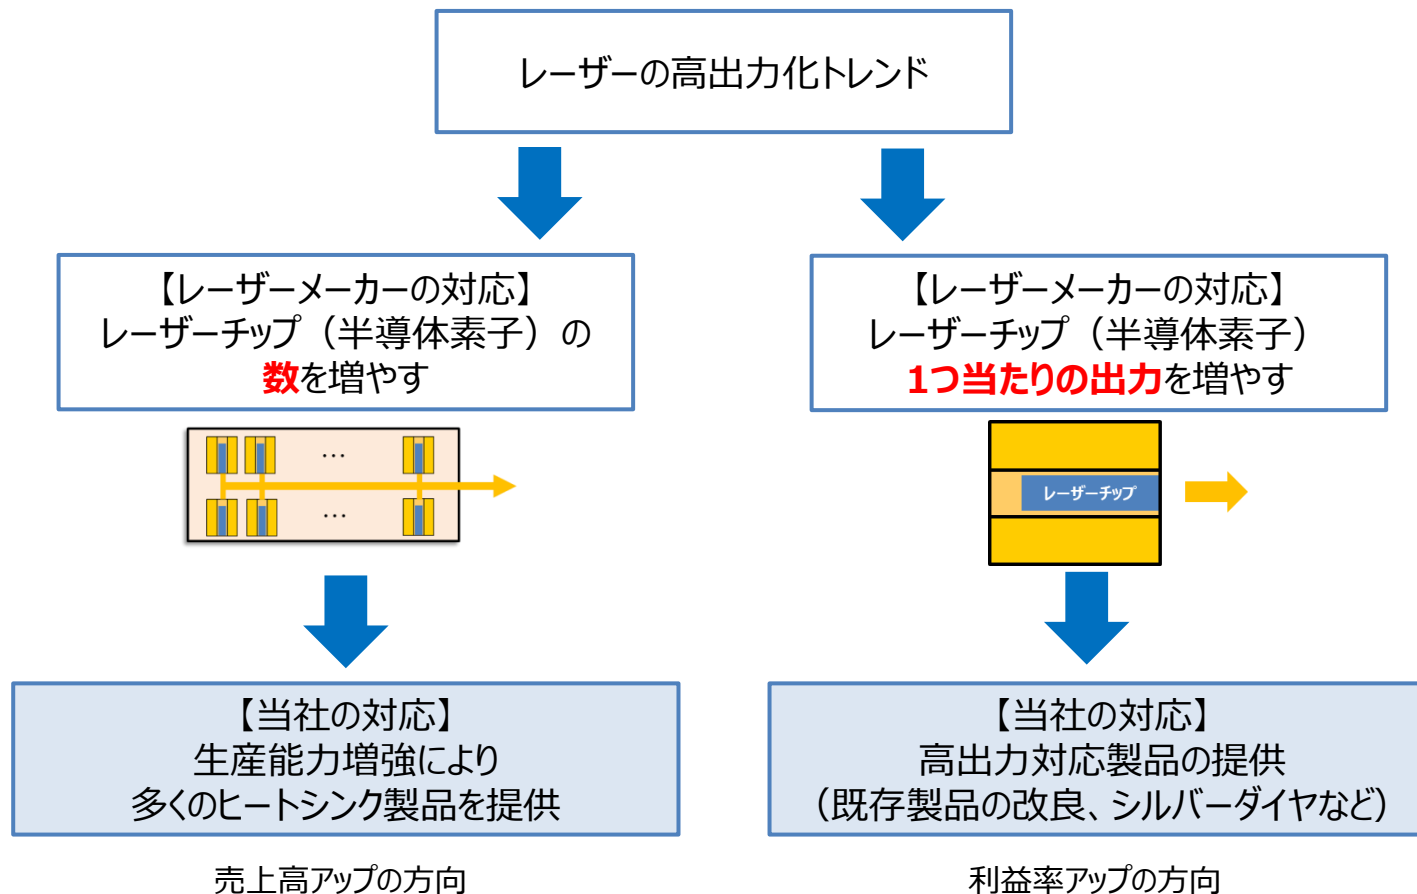 レーザーの高出力化トレンド
【レーザーメーカーの対応】
レーザーチップ（半導体素子）の
数を増やす
…
…
【当社の対応】
生産能力増強により
多くのヒートシンク製品を提供
売上高アップの方向
【レーザーメーカーの対応】
レーザーチップ（半導体素子）
1つ当たりの出力を増やす
レーザーチップ
【当社の対応】
高出力対応製品の提供
（既存製品の改良、シルバーダイヤなど）
利益率アップの方向